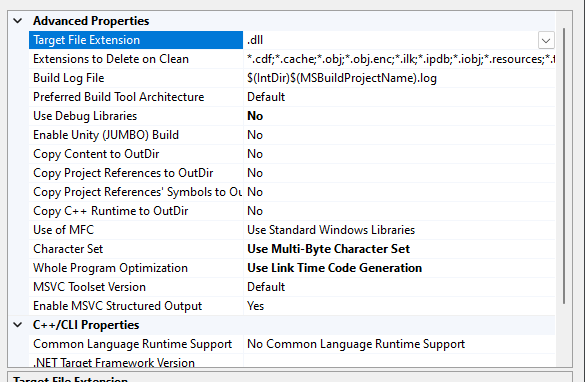 Advanced Properties
Target File Extension .dll
Extensions to Delete on Clean *.cdf;*.cache;*.obj;*.obj.enc;*.ilk;*.ipdb;*.iobj;*.resources;*.
Build Log File $(IntDir)$(MSBuildProjectName).log
Preferred Build Tool Architecture Default
Use Debug Libraries No
Enable Unity (JUMBO) Build No
Copy Content to OutDir No
Copy Project References to OutDir No
Copy Project References' Symbols to Ou No
Copy C++ Runtime to OutDir No
Use of MFC Use Standard Windows Libraries
Character Set Use Multi-Byte Character Set
Whole Program Optimization Use Link Time Code Generation
MSVC Toolset Version Default
Enable MSVC Structured Output Yes
C++/CLI Properties
Common Language Runtime Support No Common Language Runtime Support
.NET Target Framework Version
Target File Extension